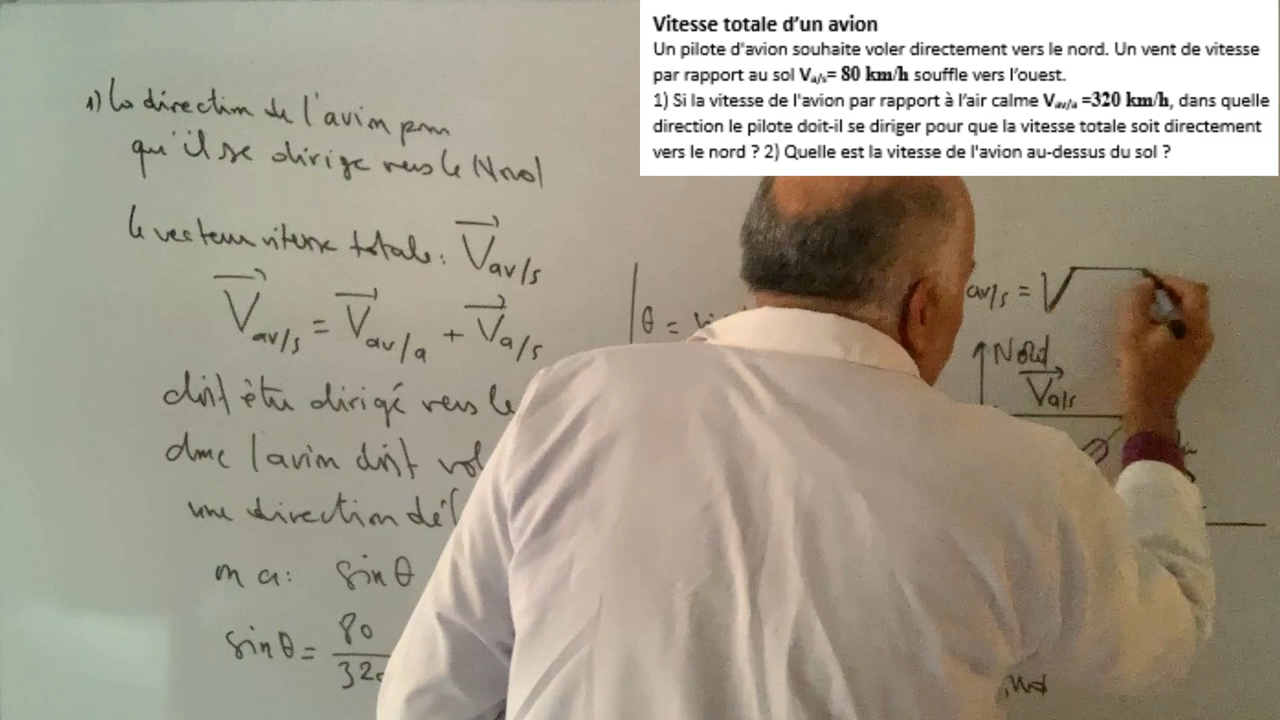 Vitesse totale d’un avion
Un pilote d'avion souhaite voler directement vers le nord. Un vent de vitesse
par rapport au sol Va/s= 80 km/h souffle vers l’ouest.
1) Si la vitesse de l'avion par rapport à l’air calme Vav/a =320 km/h, dans quelle
direction le pilote doit-il se diriger pour que la vitesse totale soit directement
vers le nord ? 2) Quelle est la vitesse de l'avion au-dessus du sol ?
1) La direction de l'avion pour
qu'il se dirige vers le Nord
le vecteur vitesse totale: V av/s
V av/s = V av/a + V a/s
doit être dirigé vers le
donc l'avion doit vol
une direction dé
on a: sin θ
sin θ = 80 / 32
θ =
av/s = √
Nord
V a/s